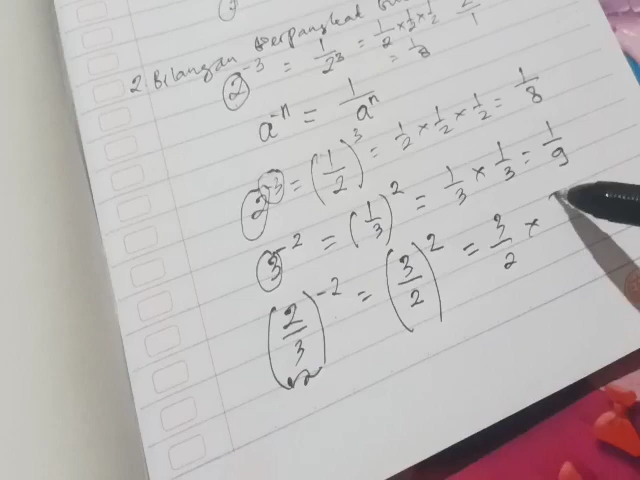 2. Bilangan berpangkat
2⁻³ = 1/2³ = 1/2 × 1/2 × 1/2 = 1/8
a⁻ⁿ = 1/aⁿ
2⁻³ = (1/2)³ = 1/2 × 1/2 × 1/2 = 1/8
3⁻² = (1/3)² = 1/3 × 1/3 = 1/9
(2/3)⁻² = (3/2)² = 3/2 ×